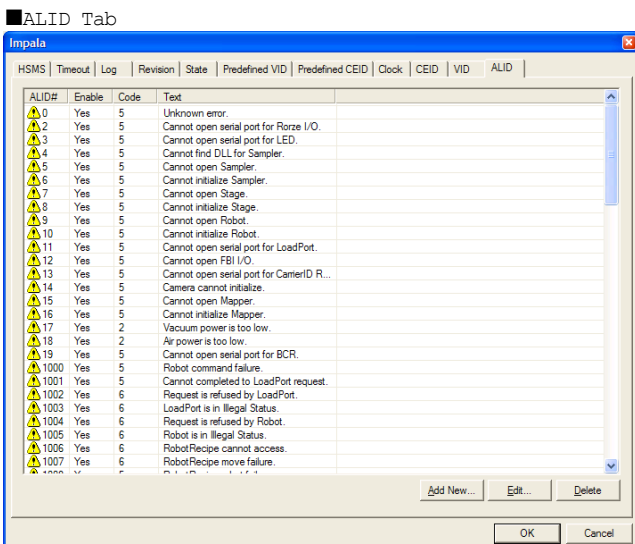 ■ALID Tab
Impala
HSMS Timeout Log Revision State Predefined VID Predefined CEID Clock CEID VID ALID
ALID# Enable Code Text
0 Yes 5 Unknown error.
2 Yes 5 Cannot open serial port for Rorze I/O.
3 Yes 5 Cannot open serial port for LED.
4 Yes 5 Cannot find DLL for Sampler.
5 Yes 5 Cannot open Sampler.
6 Yes 5 Cannot initialize Sampler.
7 Yes 5 Cannot open Stage.
8 Yes 5 Cannot initialize Stage.
9 Yes 5 Cannot open Robot.
10 Yes 5 Cannot initialize Robot.
11 Yes 5 Cannot open serial port for LoadPort.
12 Yes 5 Cannot open FBI I/O.
13 Yes 5 Cannot open serial port for CarrierID R...
14 Yes 5 Camera cannot initialize.
15 Yes 5 Cannot open Mapper.
16 Yes 5 Cannot initialize Mapper.
17 Yes 2 Vacuum power is too low.
18 Yes 2 Air power is too low.
19 Yes 5 Cannot open serial port for BCR.
1000 Yes 5 Robot command failure.
1001 Yes 5 Cannot completed to LoadPort request.
1002 Yes 6 Request is refused by LoadPort.
1003 Yes 6 LoadPort is in Illegal Status.
1004 Yes 6 Request is refused by Robot.
1005 Yes 6 Robot is in Illegal Status.
1006 Yes 6 RobotRecipe cannot access.
1007 Yes 6 RobotRecipe move failure.
Add New... Edit... Delete
OK Cancel